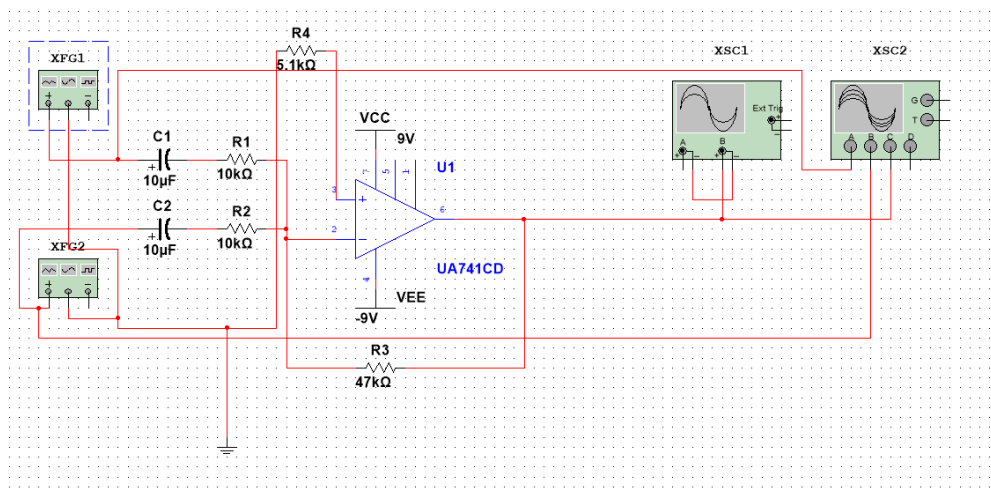 R4
5.1kΩ
XFG1
XSC1
XSC2
Ext Trig
+
−
A
B
+ − + −
G
T
A B C D
VCC
9V
C1
+
10µF
R1
10kΩ
U1
7 5 1
3
+
6
2
−
4
UA741CD
C2
+
10µF
R2
10kΩ
XFG2
+ −
VEE
-9V
R3
47kΩ